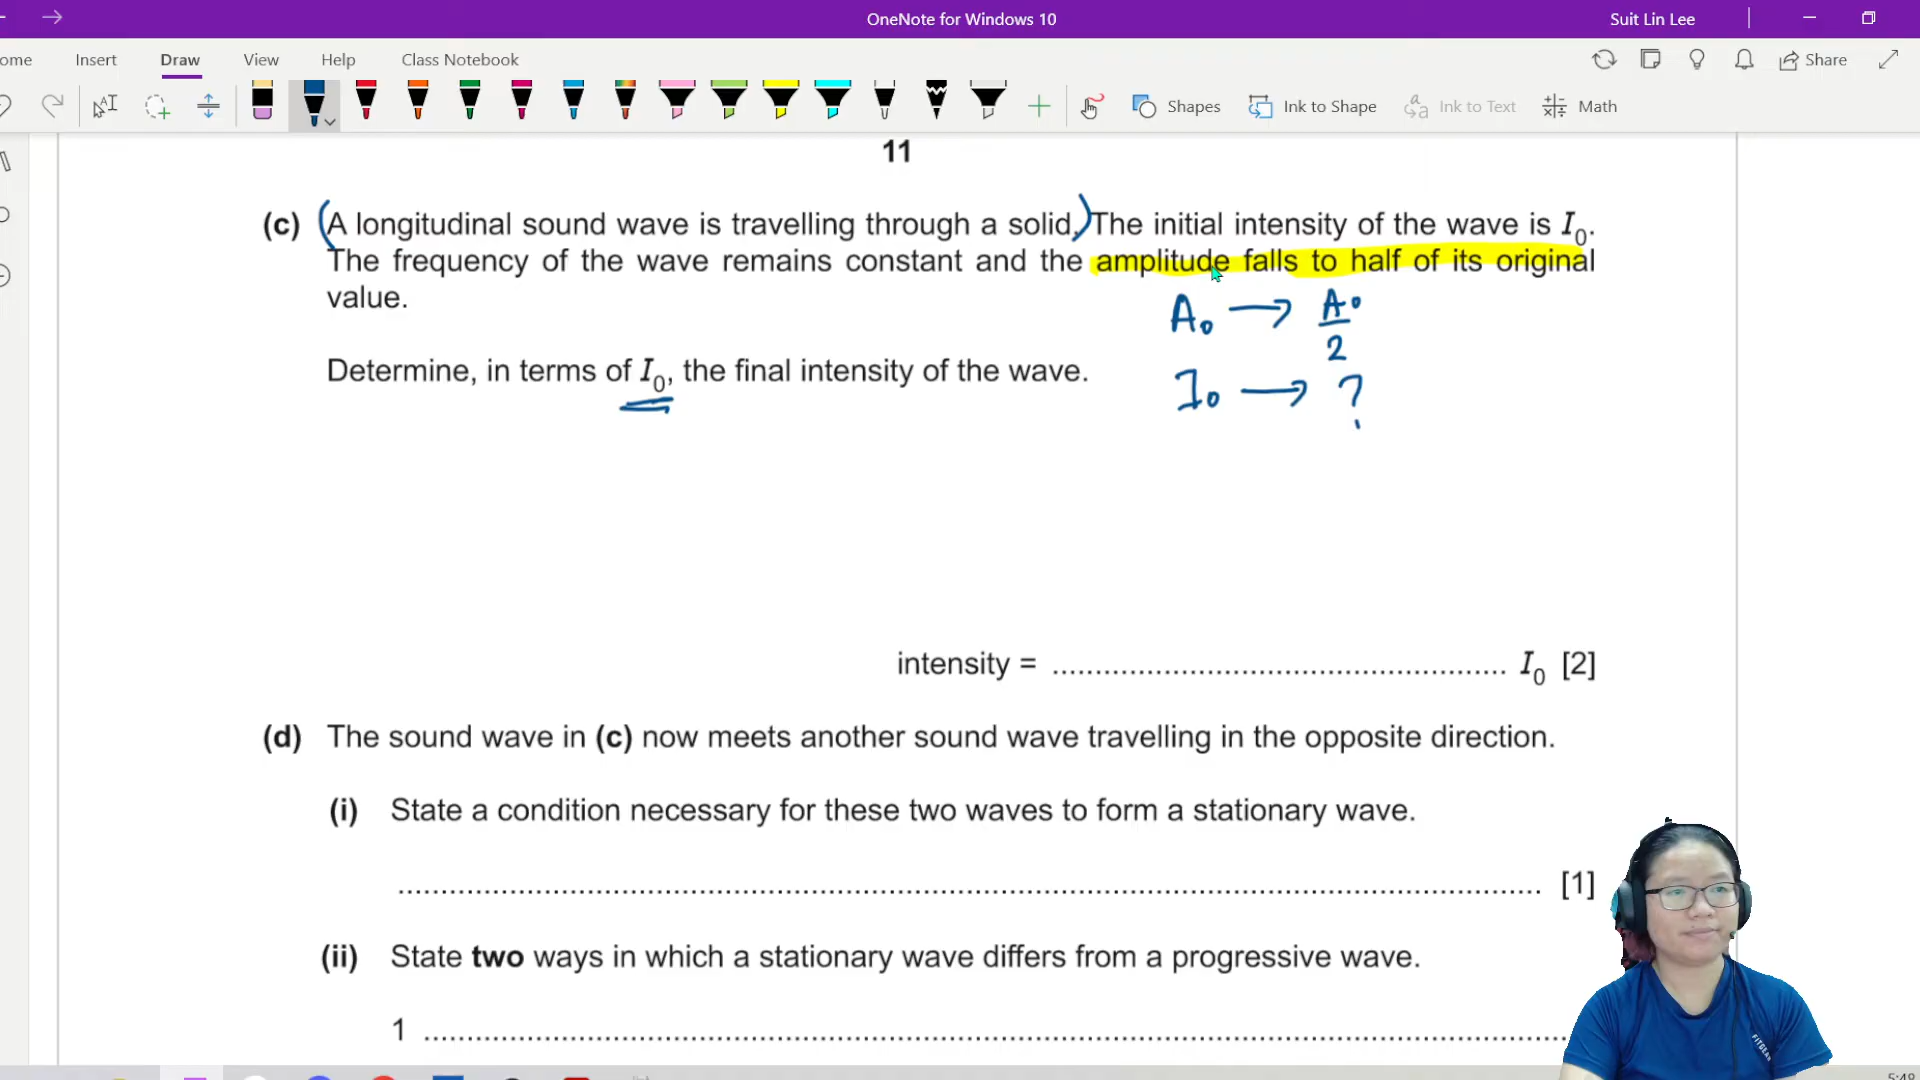 OneNote for Windows 10
Suit Lin Lee
ome Insert Draw View Help Class Notebook
Share
Shapes Ink to Shape Ink to Text Math
11
(c) (A longitudinal sound wave is travelling through a solid.) The initial intensity of the wave is I0.
The frequency of the wave remains constant and the amplitude falls to half of its original
value.
A0 → A0/2
Determine, in terms of I0, the final intensity of the wave.
I0 → ?
intensity = .................................................... I0 [2]
(d) The sound wave in (c) now meets another sound wave travelling in the opposite direction.
(i) State a condition necessary for these two waves to form a stationary wave.
.................................................................................................................................. [1]
(ii) State two ways in which a stationary wave differs from a progressive wave.
1 ..................................................................................................................................
FITGEAR